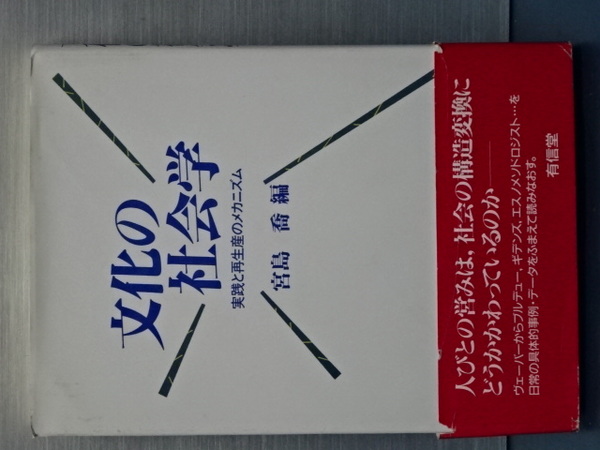 文化の
社会学
実践と再生産のメカニズム
宮島 喬 編
人びとの営みは，社会の構造変換に
どうかかわっているのか――
ヴェーバーからブルデュー，ギデンズ，エスノメソドロジスト…を
日常の具体的事例・データをふまえて読みなおす。
有信堂